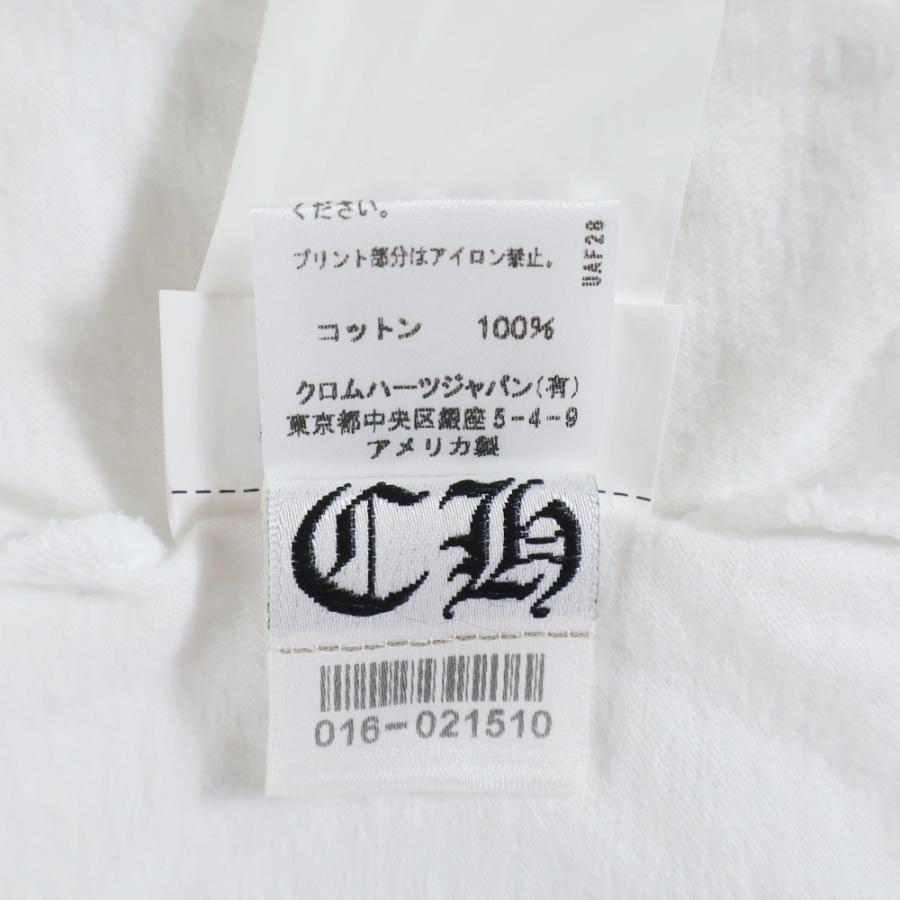 ください。
プリント部分はアイロン禁止。
UAF28
コットン 100%
クロムハーツジャパン(有)
東京都中央区銀座5-4-9
アメリカ製
CH
016-021510